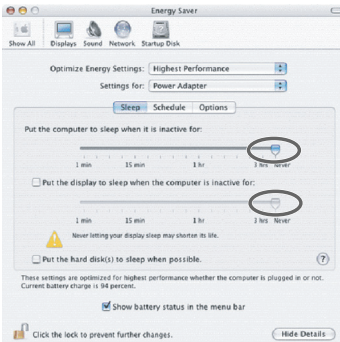 Energy Saver
Show All Displays Sound Network Startup Disk
Optimize Energy Settings: Highest Performance
Settings for: Power Adapter
Sleep Schedule Options
Put the computer to sleep when it is inactive for:
1 min 15 min 1 hr 3 hrs Never
Put the display to sleep when the computer is inactive for:
1 min 15 min 1 hr 3 hrs Never
Never letting your display sleep may shorten its life.
Put the hard disk(s) to sleep when possible. ?
These settings are optimized for highest performance whether the computer is plugged in or not.
Current battery charge is 94 percent.
Show battery status in the menu bar
Click the lock to prevent further changes. Hide Details